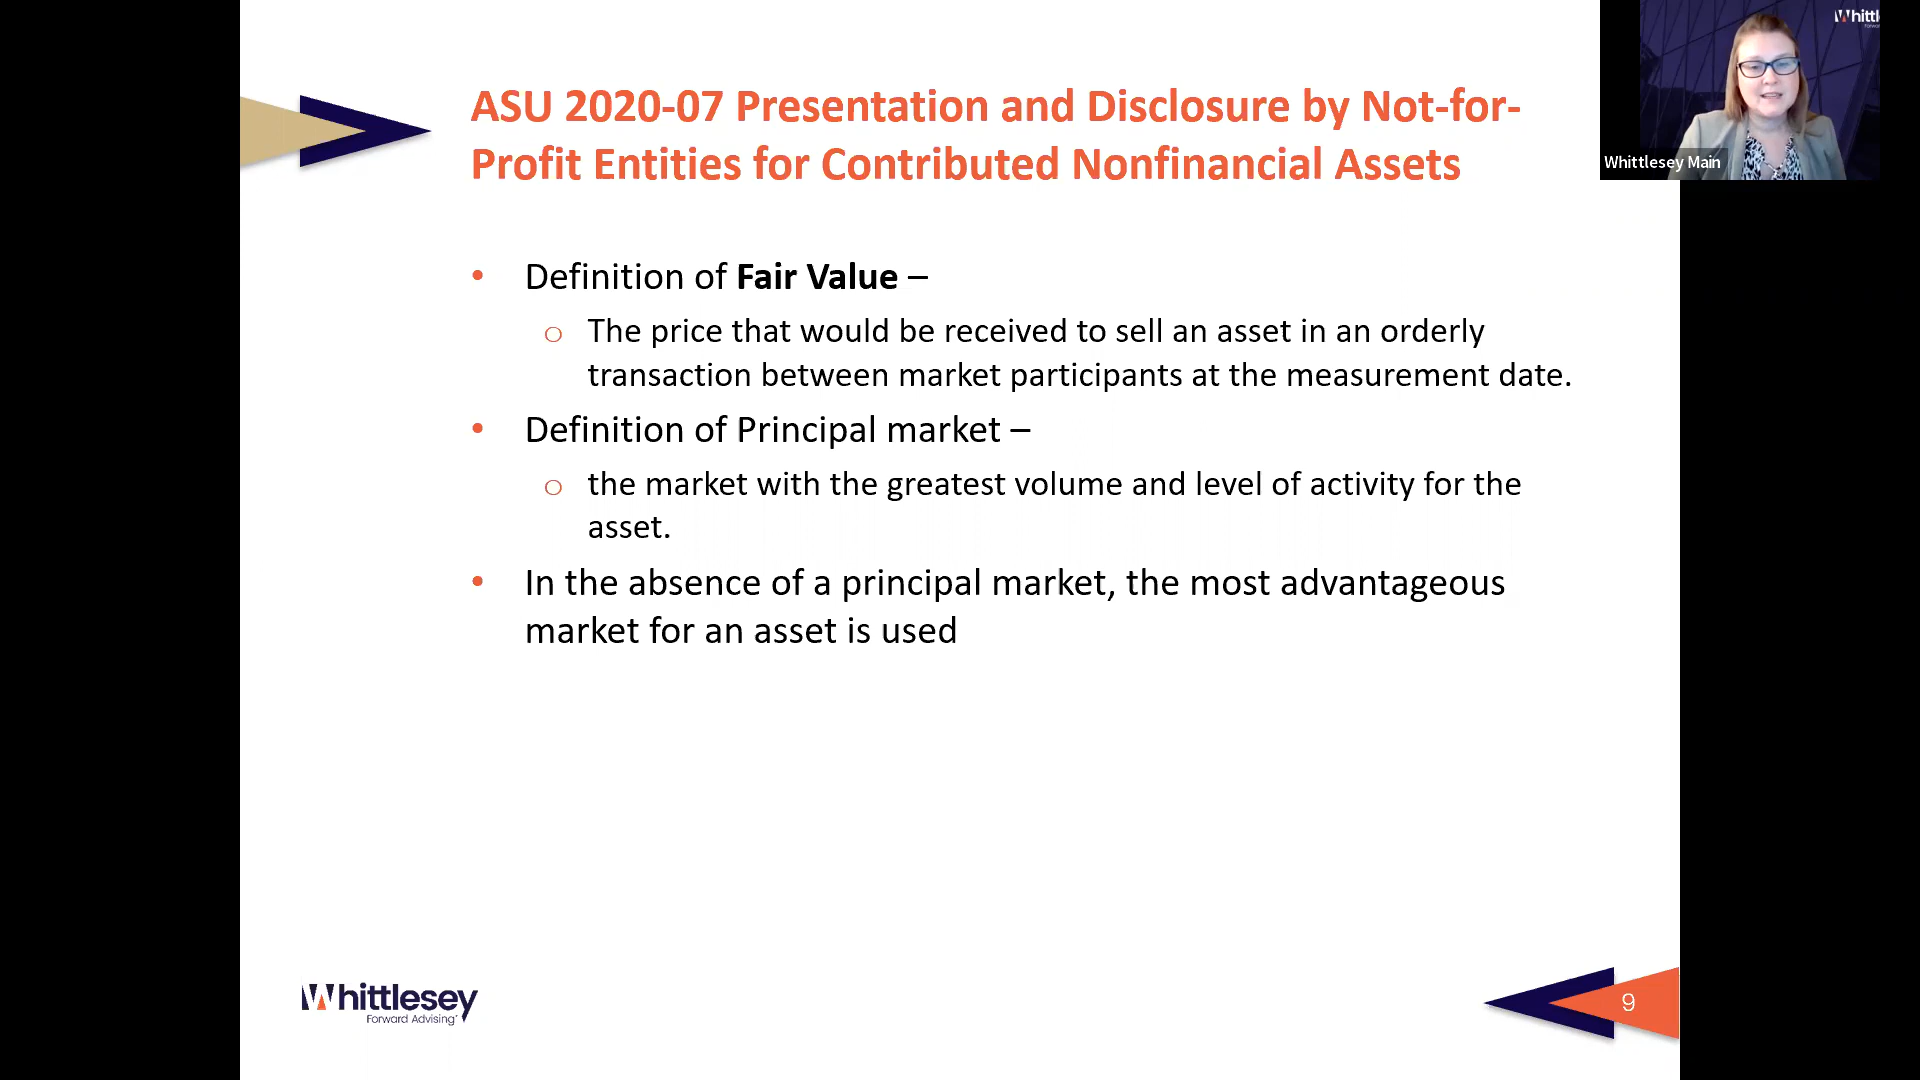 ASU 2020-07 Presentation and Disclosure by Not-for-
Profit Entities for Contributed Nonfinancial Assets
Whittl
Whittlesey Main
• Definition of Fair Value –
o The price that would be received to sell an asset in an orderly
transaction between market participants at the measurement date.
• Definition of Principal market –
o the market with the greatest volume and level of activity for the
asset.
• In the absence of a principal market, the most advantageous
market for an asset is used
Whittlesey
Forward Advising
9